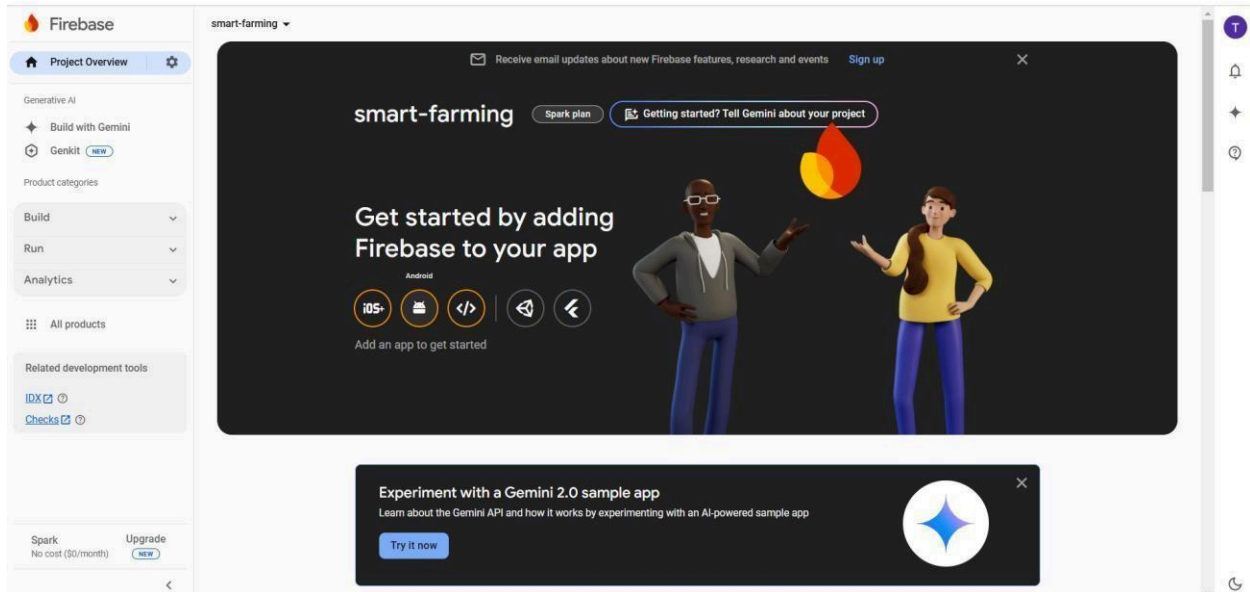 Firebase
smart-farming
T
Project Overview
Receive email updates about new Firebase features, research and events Sign up
Generative AI
Build with Gemini
Genkit NEW
Product categories
Build
Run
Analytics
All products
Related development tools
IDX
Checks
smart-farming Spark plan Getting started? Tell Gemini about your project
Get started by adding
Firebase to your app
Android
iOS+ </>
Add an app to get started
Experiment with a Gemini 2.0 sample app
Learn about the Gemini API and how it works by experimenting with an AI-powered sample app
Try it now
Spark Upgrade
No cost ($0/month) NEW